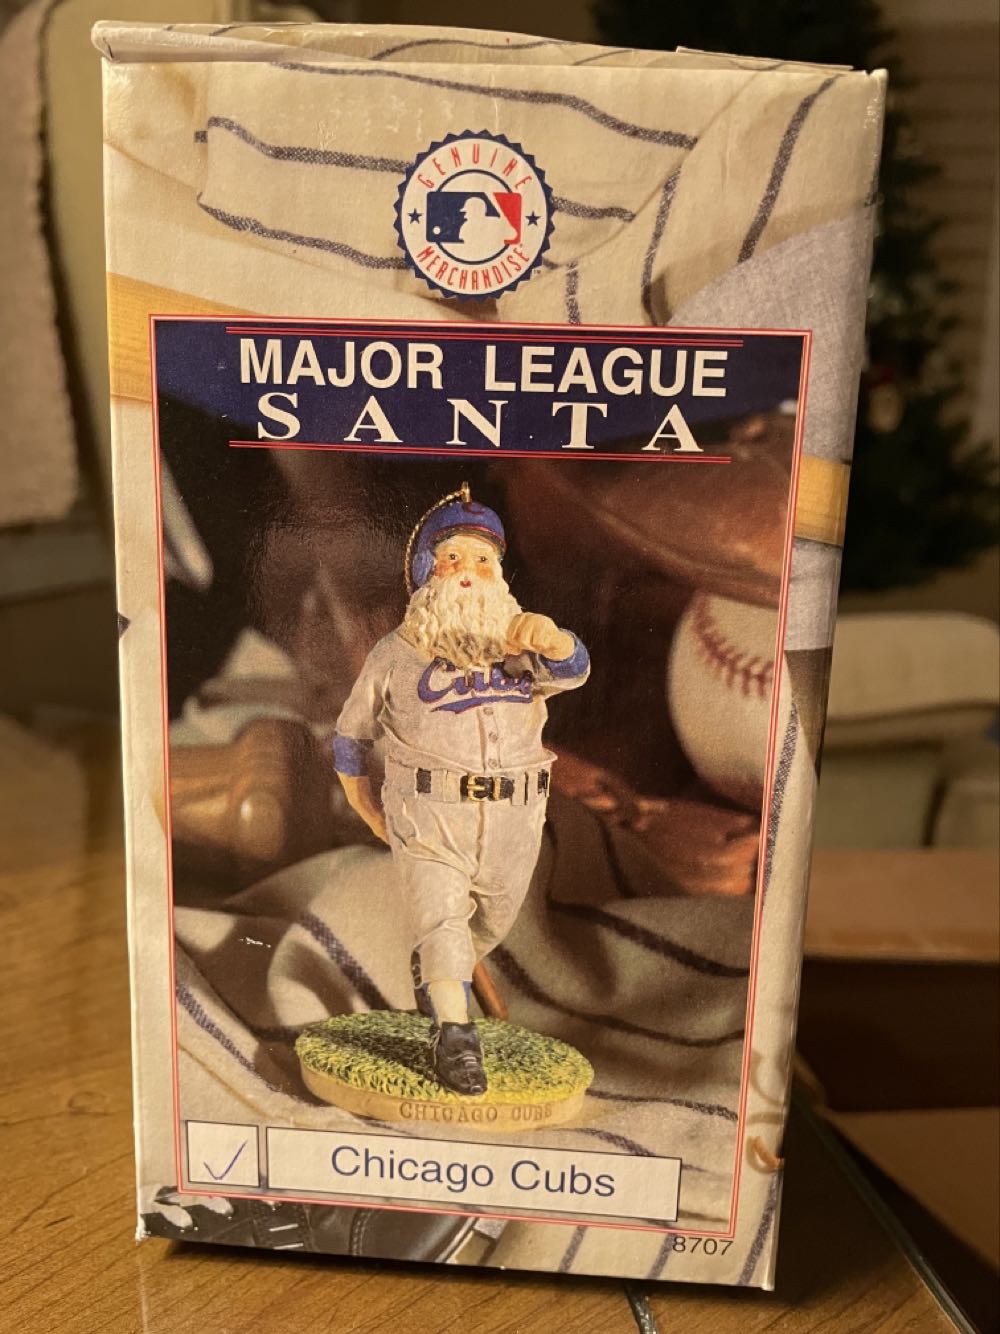 GENUINE
MERCHANDISE
MAJOR LEAGUE
SANTA
C
Cubs
CHICAGO CUBS
Chicago Cubs
8707